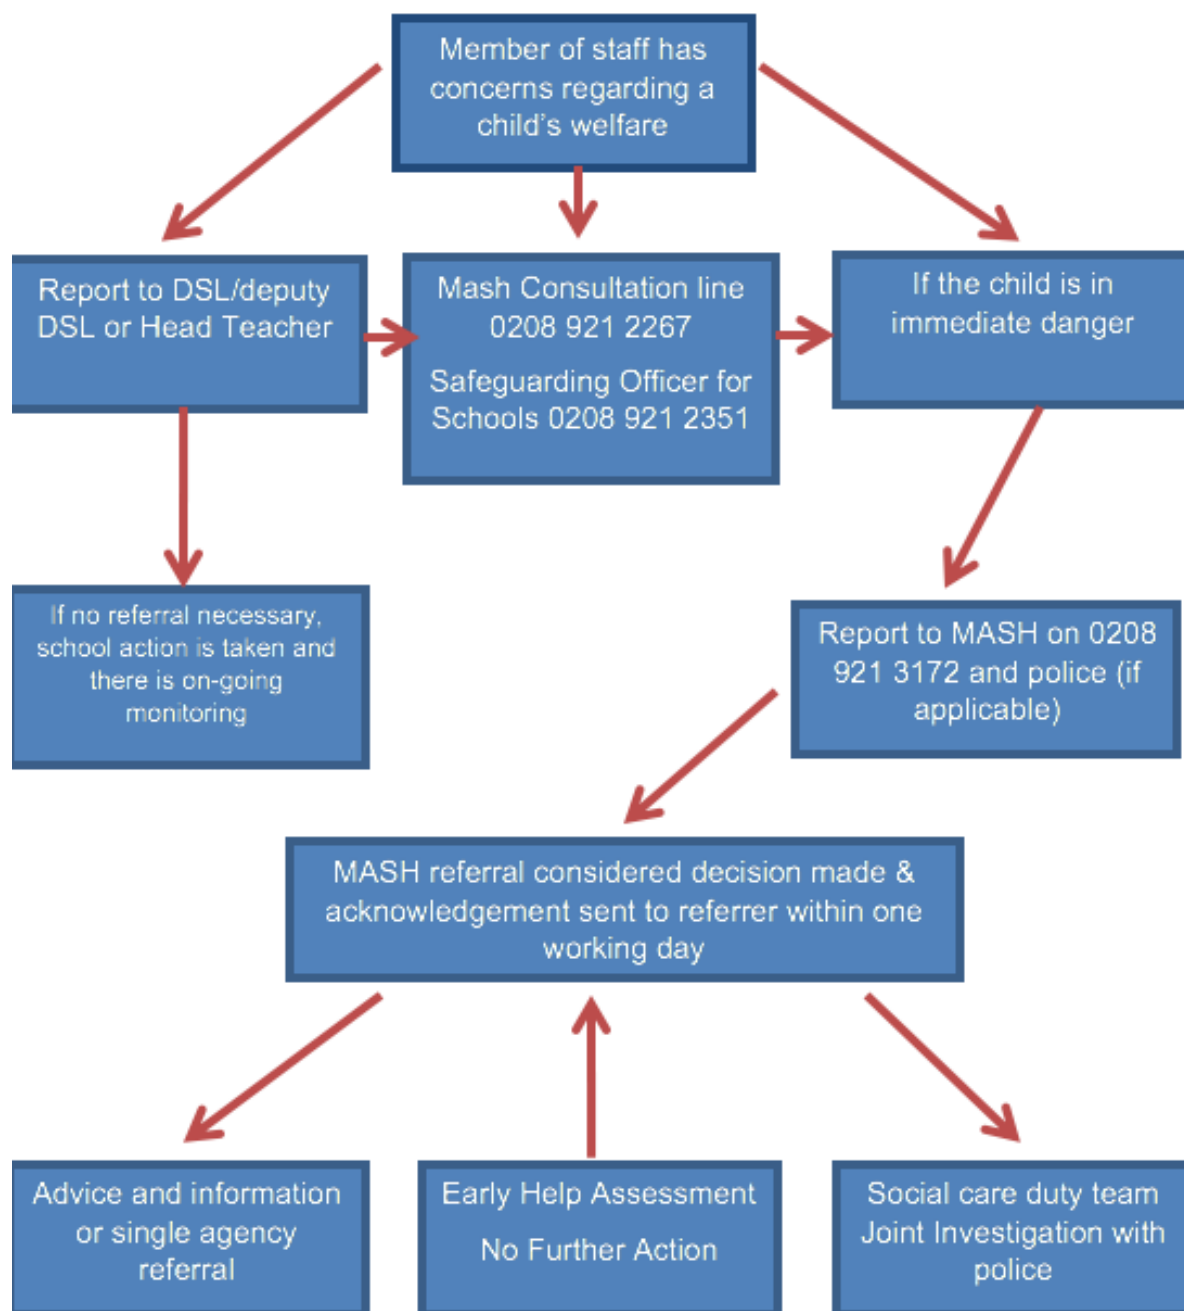 Member of staff has
concerns regarding a
child's welfare
Report to DSL/deputy
DSL or Head Teacher
Mash Consultation line
0208 921 2267
Safeguarding Officer for
Schools 0208 921 2351
If the child is in
immediate danger
If no referral necessary,
school action is taken and
there is on-going
monitoring
Report to MASH on 0208
921 3172 and police (if
applicable)
MASH referral considered decision made &
acknowledgement sent to referrer within one
working day
Advice and information
or single agency
referral
Early Help Assessment
No Further Action
Social care duty team
Joint Investigation with
police